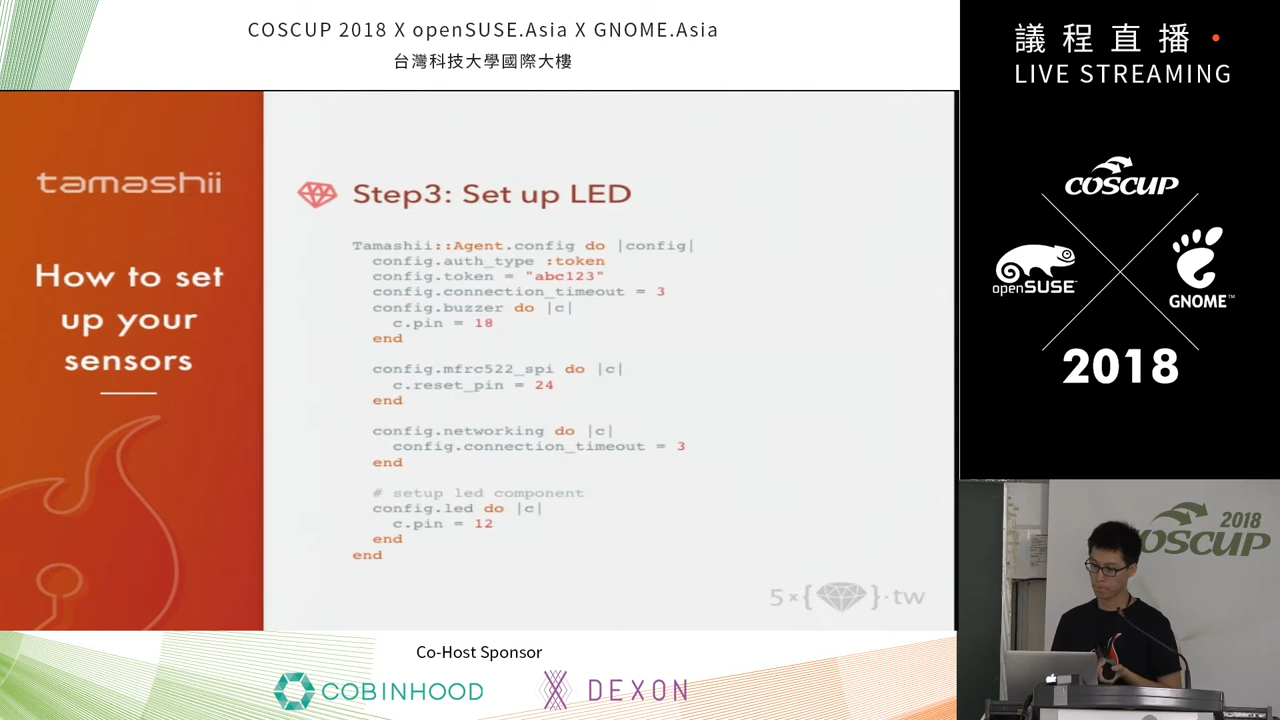 COSCUP 2018 X openSUSE.Asia X GNOME.Asia
台灣科技大學國際大樓
議程直播
LIVE STREAMING
tamashii
How to set
up your
sensors
Step3: Set up LED
Tamashii::Agent.config do |config|
  config.auth_type :token
  config.token = "abc123"
  config.connection_timeout = 3
  config.buzzer do |c|
    c.pin = 18
  end

  config.mfrc522_spi do |c|
    c.reset_pin = 24
  end

  config.networking do |c|
    config.connection_timeout = 3
  end

  # setup led component
  config.led do |c|
    c.pin = 12
  end
end
5×{ }.tw
COSCUP
openSUSE
GNOME™
2018
2018
COSCUP
Co-Host Sponsor
COBINHOOD
DEXON